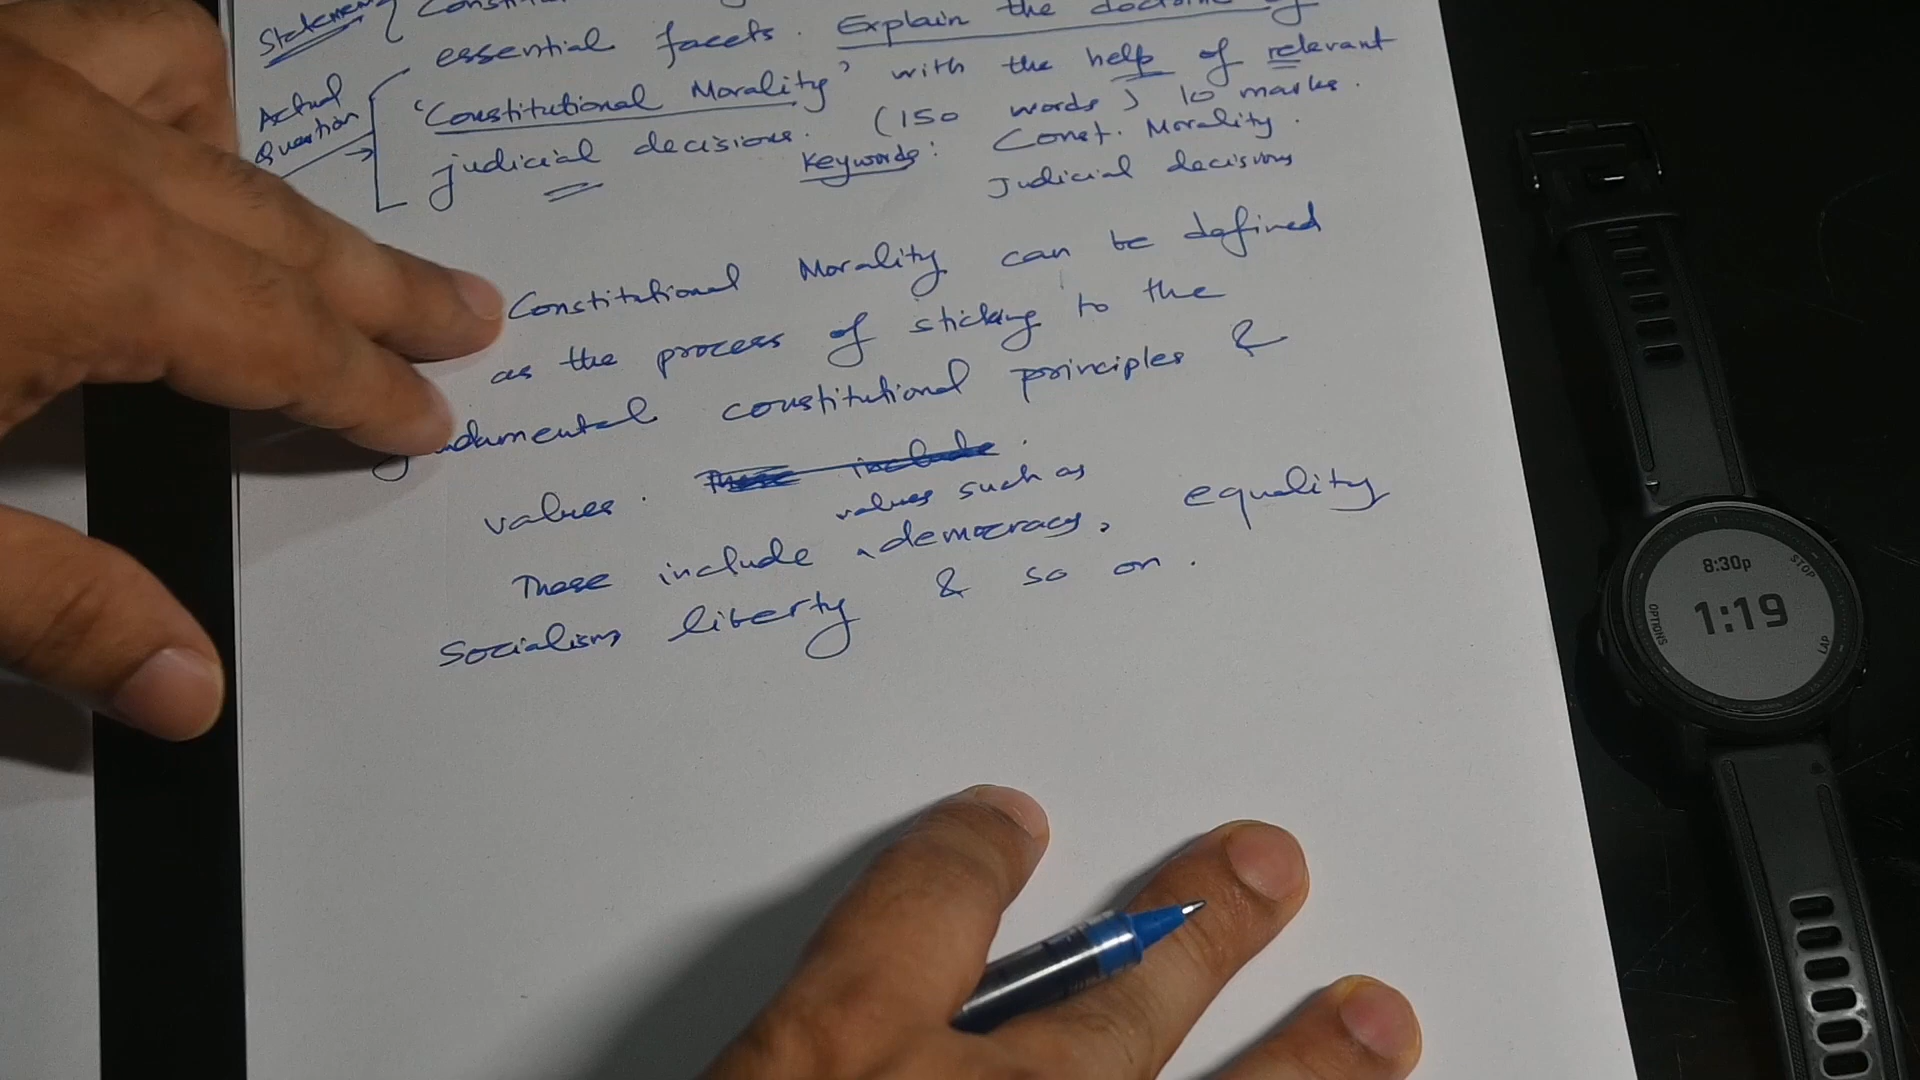 Statement
essential facets. Explain the doctrine of
Actual
Question
'Constitutional Morality' with the help of relevant
judicial decisions. (150 words) 10 marks.
Keywords: Const. Morality.
Judicial decisions
Constitutional Morality can be defined
as the process of sticking to the
constitutional principles &
values. These include.
values such as
These include democracy, equality
Socialism liberty & so on.
8:30p
STOP
1:19
OPTIONS
LAP